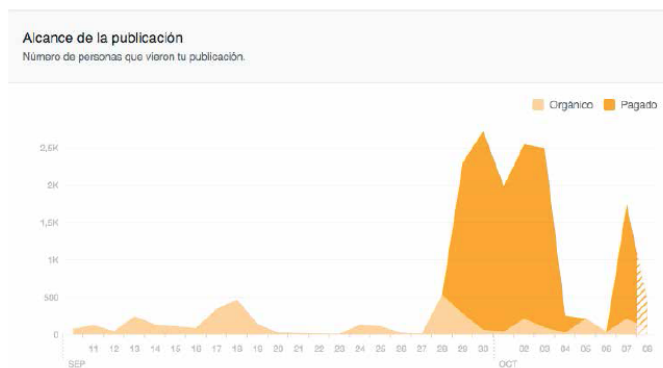 Alcance de la publicación
Número de personas que vieron tu publicación.
Orgánico Pagado
2,5K
2K
1,5K
1K
500
0
11 12 13 14 15 16 17 18 19 20 21 22 23 24 25 26 27 28 29 30 02 03 04 05 06 07 08
SEP OCT